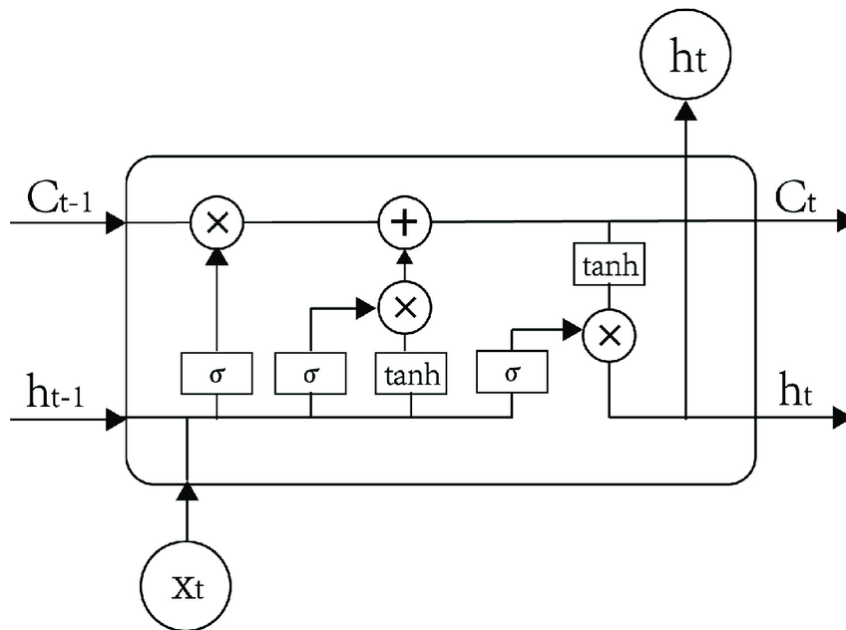 ht
Ct-1
×
+
Ct
tanh
×
×
σ
σ
tanh
σ
ht-1
ht
xt